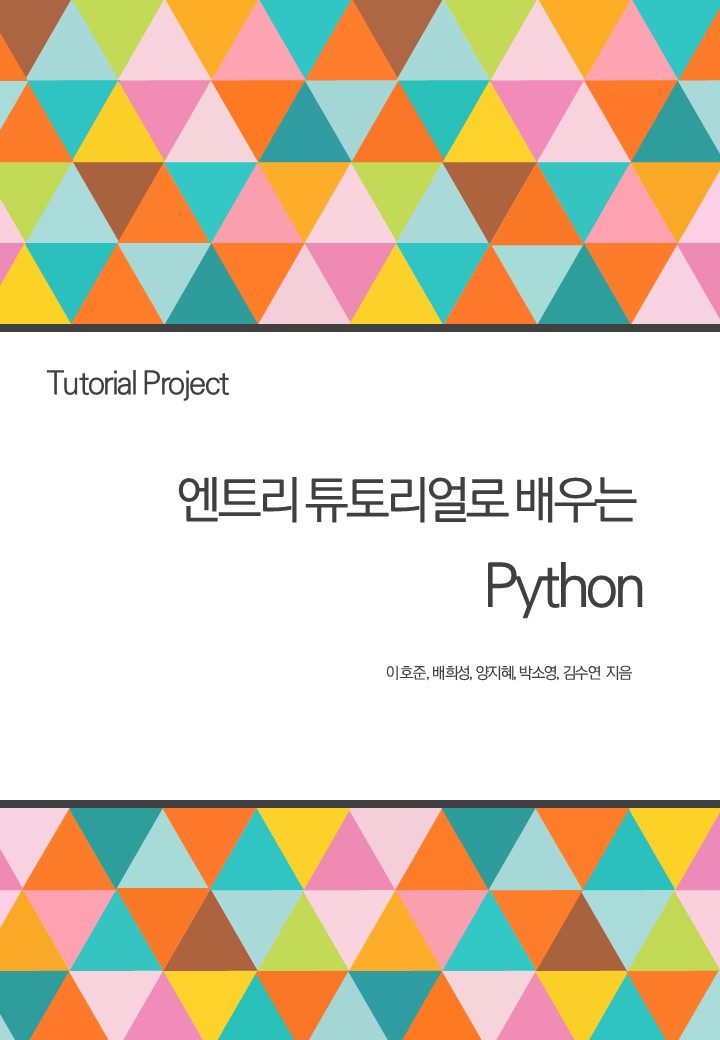 Tutorial Project
엔트리 튜토리얼로 배우는
Python
이호준, 배희성, 양지혜, 박소영, 김수연 지음